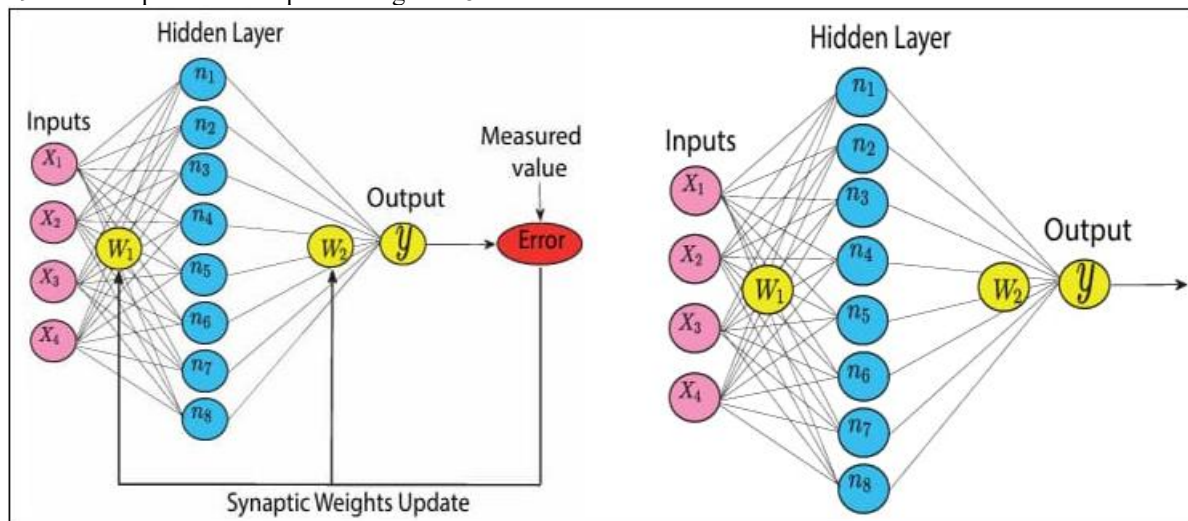 Hidden Layer
Inputs
X1
X2
X3
X4
W1
n1
n2
n3
n4
n5
n6
n7
n8
W2
Output
y
Measured
value
Error
Synaptic Weights Update
Hidden Layer
Inputs
X1
X2
X3
X4
W1
n1
n2
n3
n4
n5
n6
n7
n8
W2
Output
y